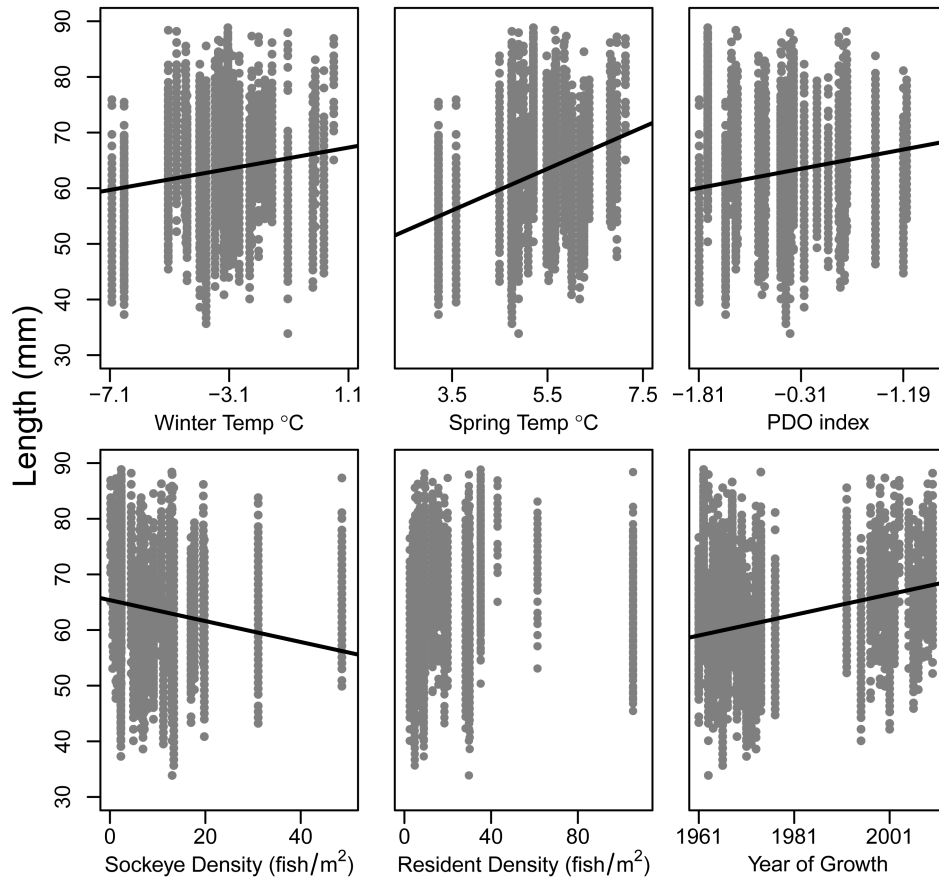 Length (mm)
90
80
70
60
50
40
30
−7.1 −3.1 1.1
Winter Temp °C
3.5 5.5 7.5
Spring Temp °C
−1.81 −0.31 −1.19
PDO index
90
80
70
60
50
40
30
0 20 40
Sockeye Density (fish/m²)
0 40 80
Resident Density (fish/m²)
1961 1981 2001
Year of Growth